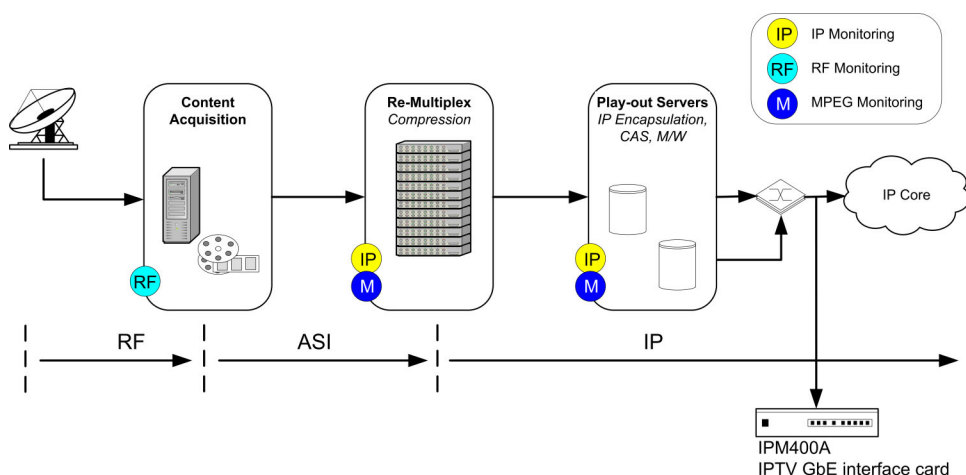 IP IP Monitoring
RF RF Monitoring
M MPEG Monitoring
Content
Acquisition
RF
Re-Multiplex
Compression
IP
M
Play-out Servers
IP Encapsulation,
CAS, M/W
IP
M
IP Core
RF
ASI
IP
IPM400A
IPTV GbE interface card